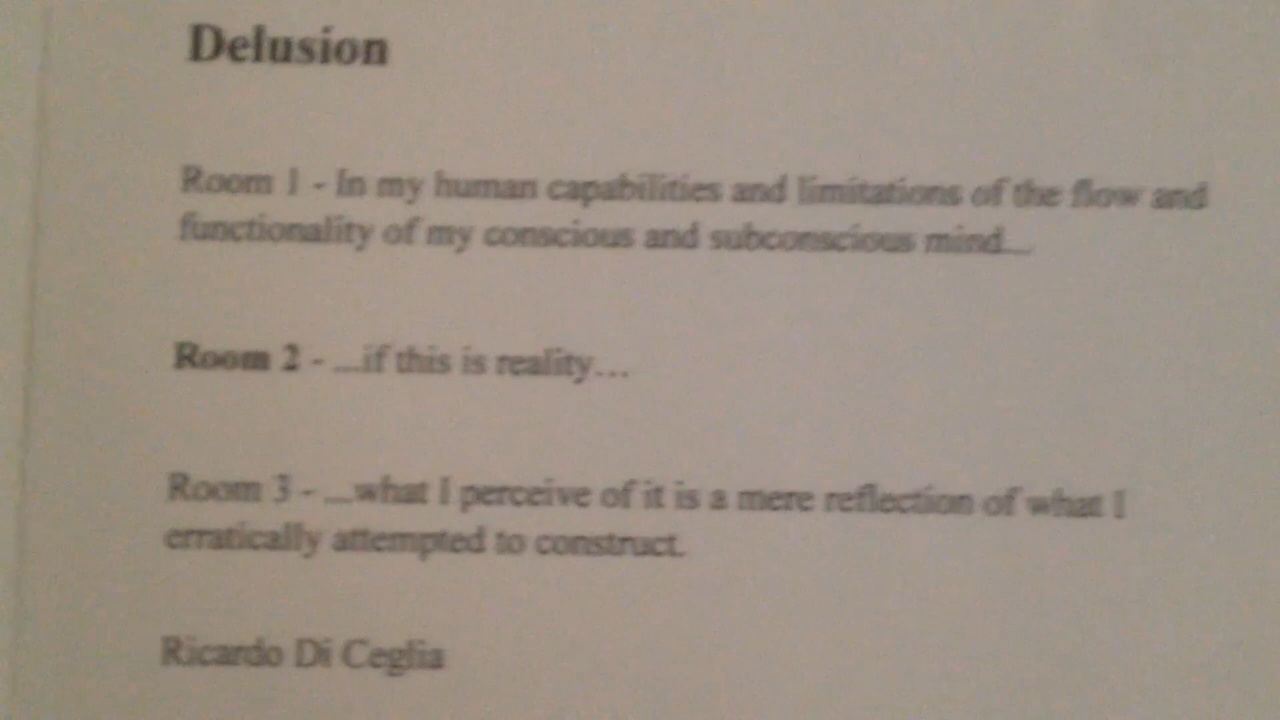 Delusion
Room 1 - In my human capabilities and limitations of the flow and
functionality of my conscious and subconscious mind...
Room 2 - ...if this is reality...
Room 3 - ...what I perceive of it is a mere reflection of what I
erratically attempted to construct.
Ricardo Di Ceglia